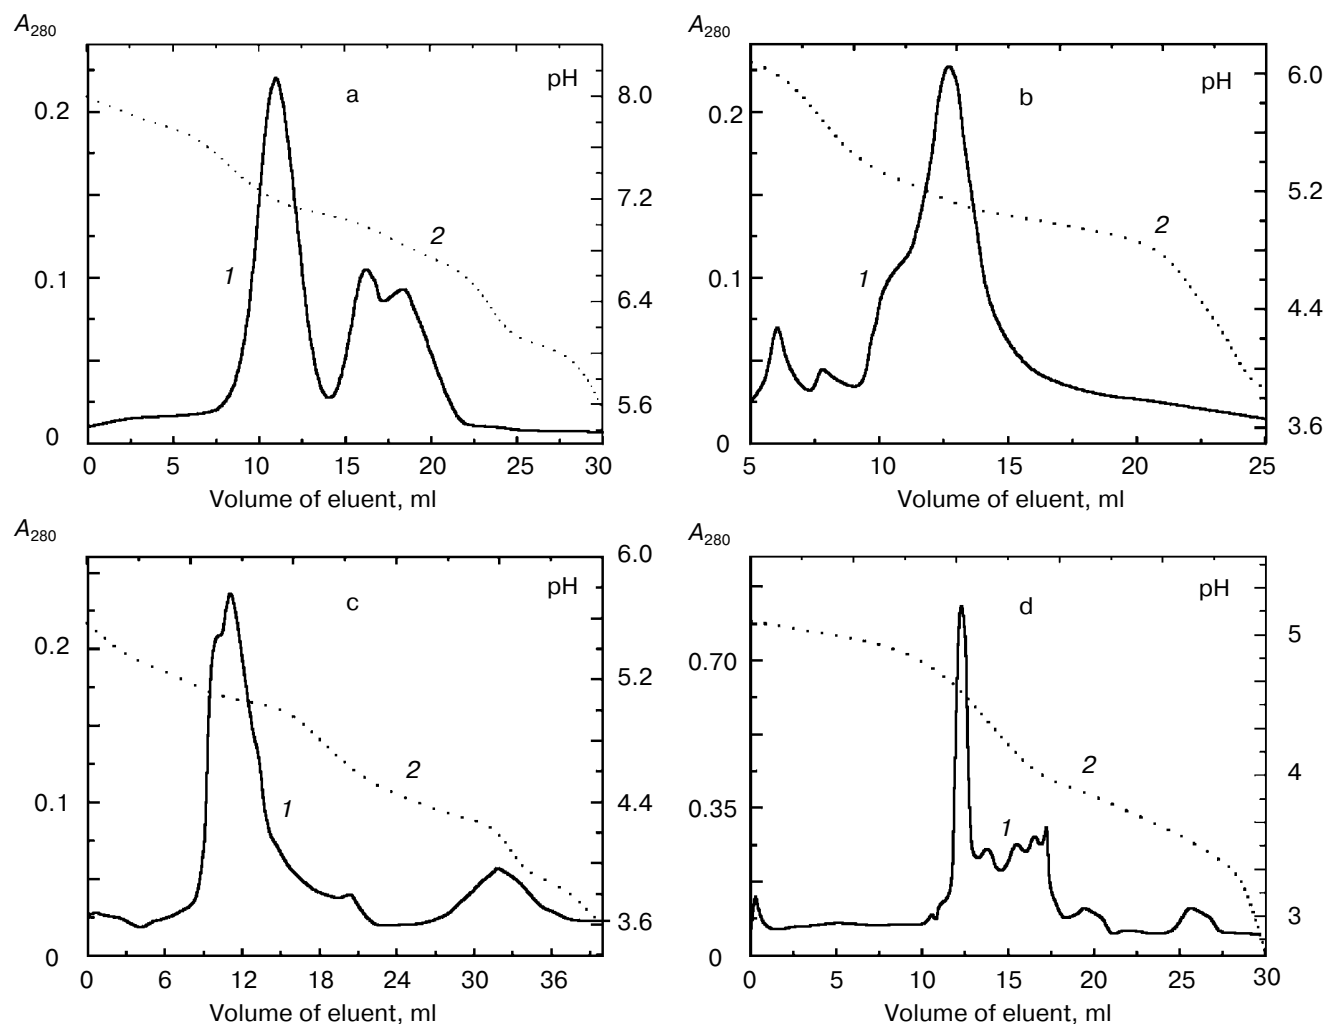 A280
pH
a
8.0
0.2
7.2
2
1
0.1
6.4
5.6
0
0 5 10 15 20 25 30
Volume of eluent, ml
A280
6.0
pH
b
0.2
5.2
2
1
0.1
4.4
3.6
0
5 10 15 20 25
Volume of eluent, ml
A280
6.0
pH
c
0.2
5.2
2
1
0.1
4.4
3.6
0
0 6 12 18 24 30 36
Volume of eluent, ml
A280
pH
d
5
0.70
2
4
0.35
1
3
0
0 5 10 15 20 25 30
Volume of eluent, ml